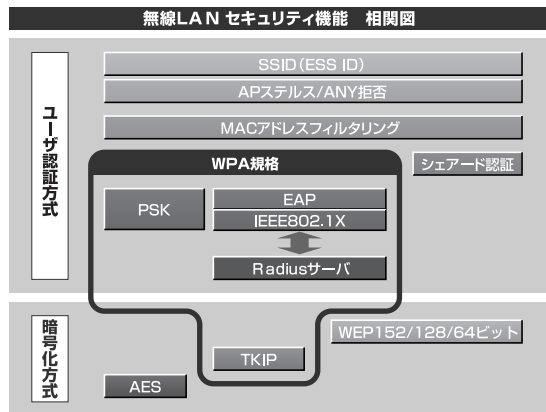 無線LAN セキュリティ機能　相関図
ユーザ認証方式
SSID（ESS ID）
APステルス/ANY拒否
MACアドレスフィルタリング
WPA規格
シェアード認証
PSK
EAP
IEEE802.1X
Radiusサーバ
暗号化方式
WEP152/128/64ビット
TKIP
AES